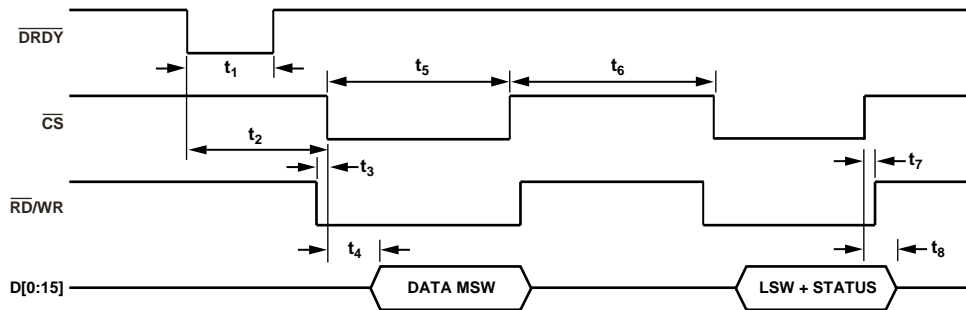 DRDY
t1
t5
t6
CS
t2
t3
t7
RD/WR
t4
t8
D[0:15]
DATA MSW
LSW + STATUS